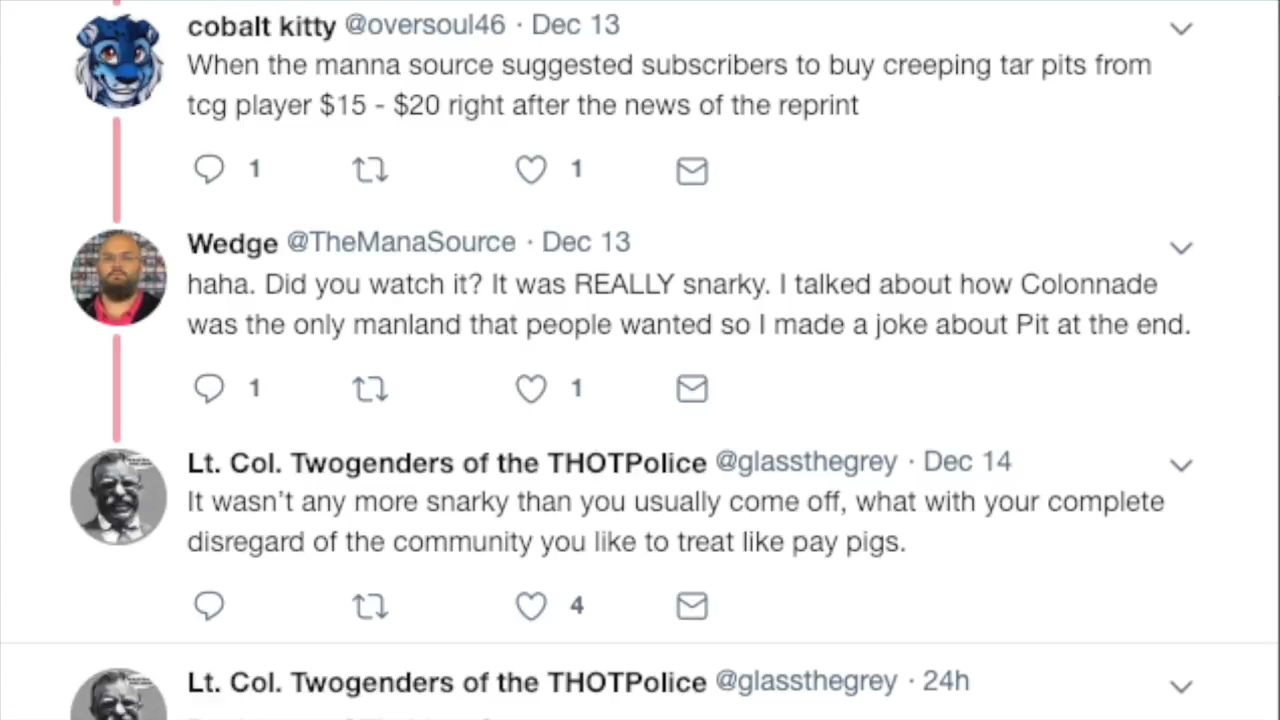 cobalt kitty @oversoul46 · Dec 13
When the manna source suggested subscribers to buy creeping tar pits from
tcg player $15 - $20 right after the news of the reprint
1 1
Wedge @TheManaSource · Dec 13
haha. Did you watch it? It was REALLY snarky. I talked about how Colonnade
was the only manland that people wanted so I made a joke about Pit at the end.
1 1
Lt. Col. Twogenders of the THOTPolice @glassthegrey · Dec 14
It wasn't any more snarky than you usually come off, what with your complete
disregard of the community you like to treat like pay pigs.
4
Lt. Col. Twogenders of the THOTPolice @glassthegrey · 24h